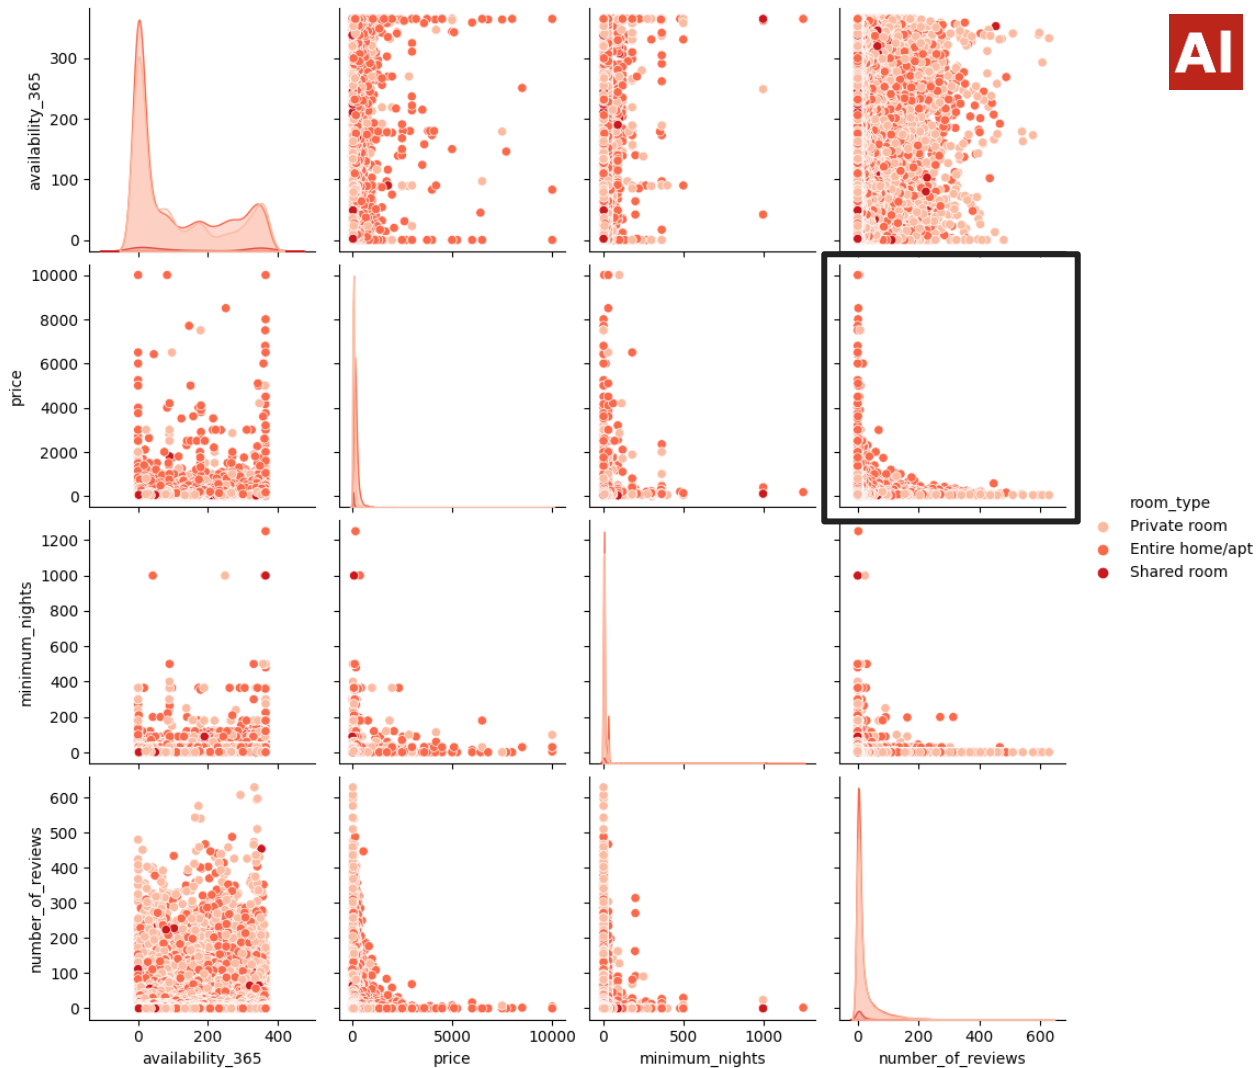 AI
availability_365
300
200
100
0
price
10000
8000
6000
4000
2000
0
room_type
Private room
Entire home/apt
Shared room
minimum_nights
1200
1000
800
600
400
200
0
number_of_reviews
600
500
400
300
200
100
0
0 200 400
0 5000 10000
0 500 1000
0 200 400 600
availability_365
price
minimum_nights
number_of_reviews